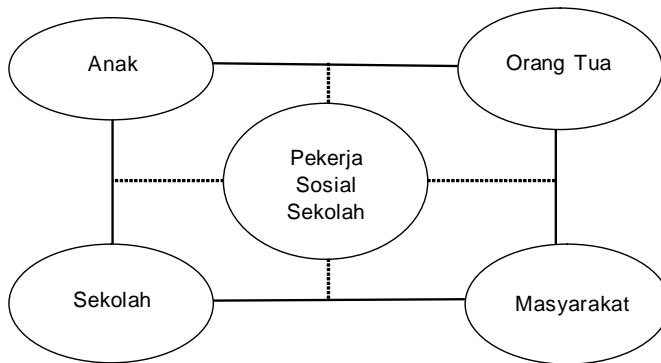 Anak
Orang Tua
Pekerja
Sosial
Sekolah
Sekolah
Masyarakat